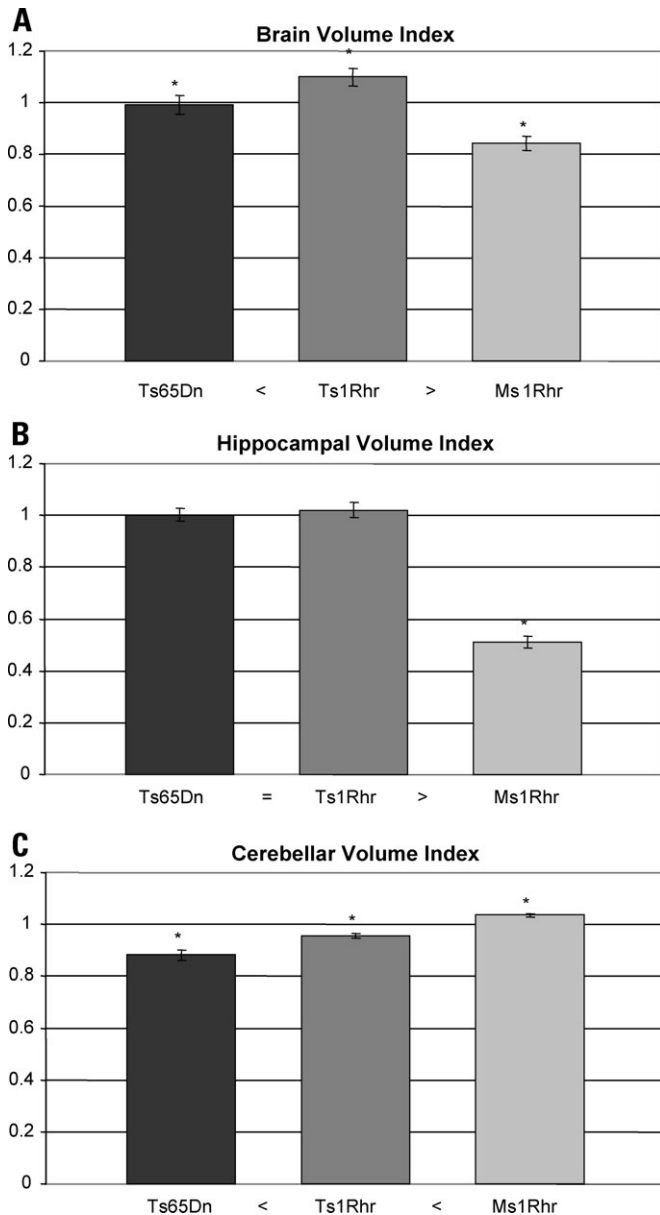 A
Brain Volume Index
1.2
1
0.8
0.6
0.4
0.2
0
* * *
Ts65Dn < Ts1Rhr > Ms1Rhr
B
Hippocampal Volume Index
1.2
1
0.8
0.6
0.4
0.2
0
*
Ts65Dn = Ts1Rhr > Ms1Rhr
C
Cerebellar Volume Index
1.2
1
0.8
0.6
0.4
0.2
0
* * *
Ts65Dn < Ts1Rhr < Ms1Rhr